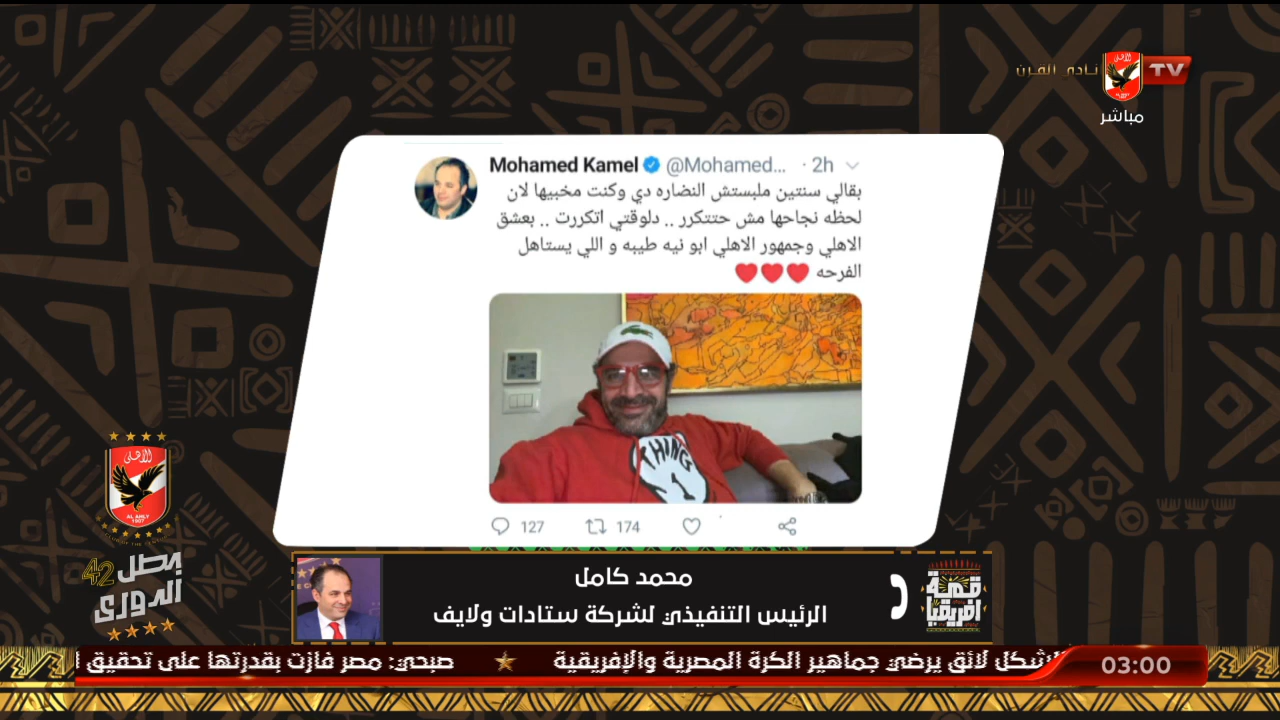 نادي القرن
TV
مباشر
Mohamed Kamel @Mohamed... · 2h
بقالي سنتين ملبستش النضاره دي وكنت مخبيها لان
لحظه نجاحها مش حتتكرر .. دلوقتي اتكررت .. بعشق
الاهلي وجمهور الاهلي ابو نيه طيبه و اللي يستاهل
الفرحه ❤❤❤
THING
1
127 174
AL AHLY
1907
بطل 42
الدوري
محمد كامل
الرئيس التنفيذي لشركة ستادات ولايف
قمة
افريقيا
بشكل لائق يرضي جماهير الكرة المصرية والإفريقية ★ صبحي: مصر فازت بقدرتها على تحقيق ا
03:00